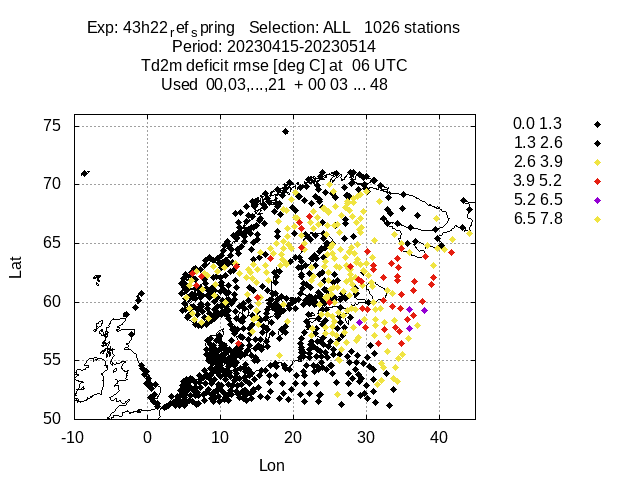 Exp: 43h22refspring   Selection: ALL   1026 stations
Period: 20230415-20230514
Td2m deficit rmse [deg C] at  06 UTC
Used  00,03,...,21  + 00 03 ... 48
0.0 1.3
1.3 2.6
2.6 3.9
3.9 5.2
5.2 6.5
6.5 7.8
75
70
65
60
55
50
Lat
-10 0 10 20 30 40
Lon